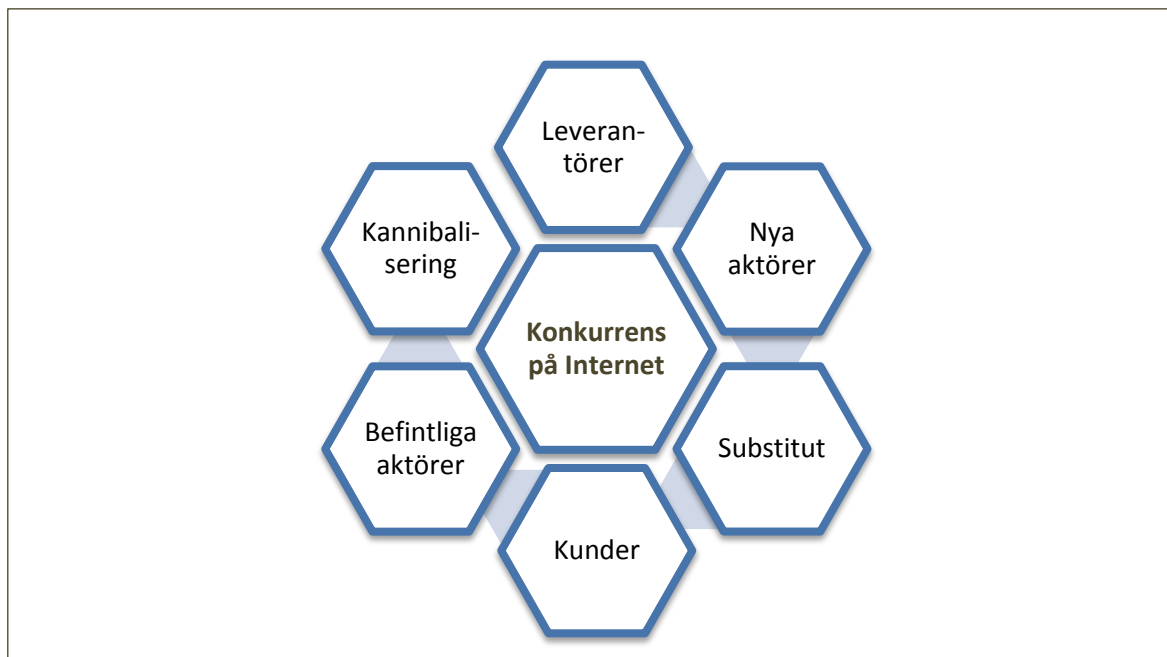 Leveran-
törer
Nya
aktörer
Substitut
Kunder
Befintliga
aktörer
Kannibali-
sering
Konkurrens
på Internet